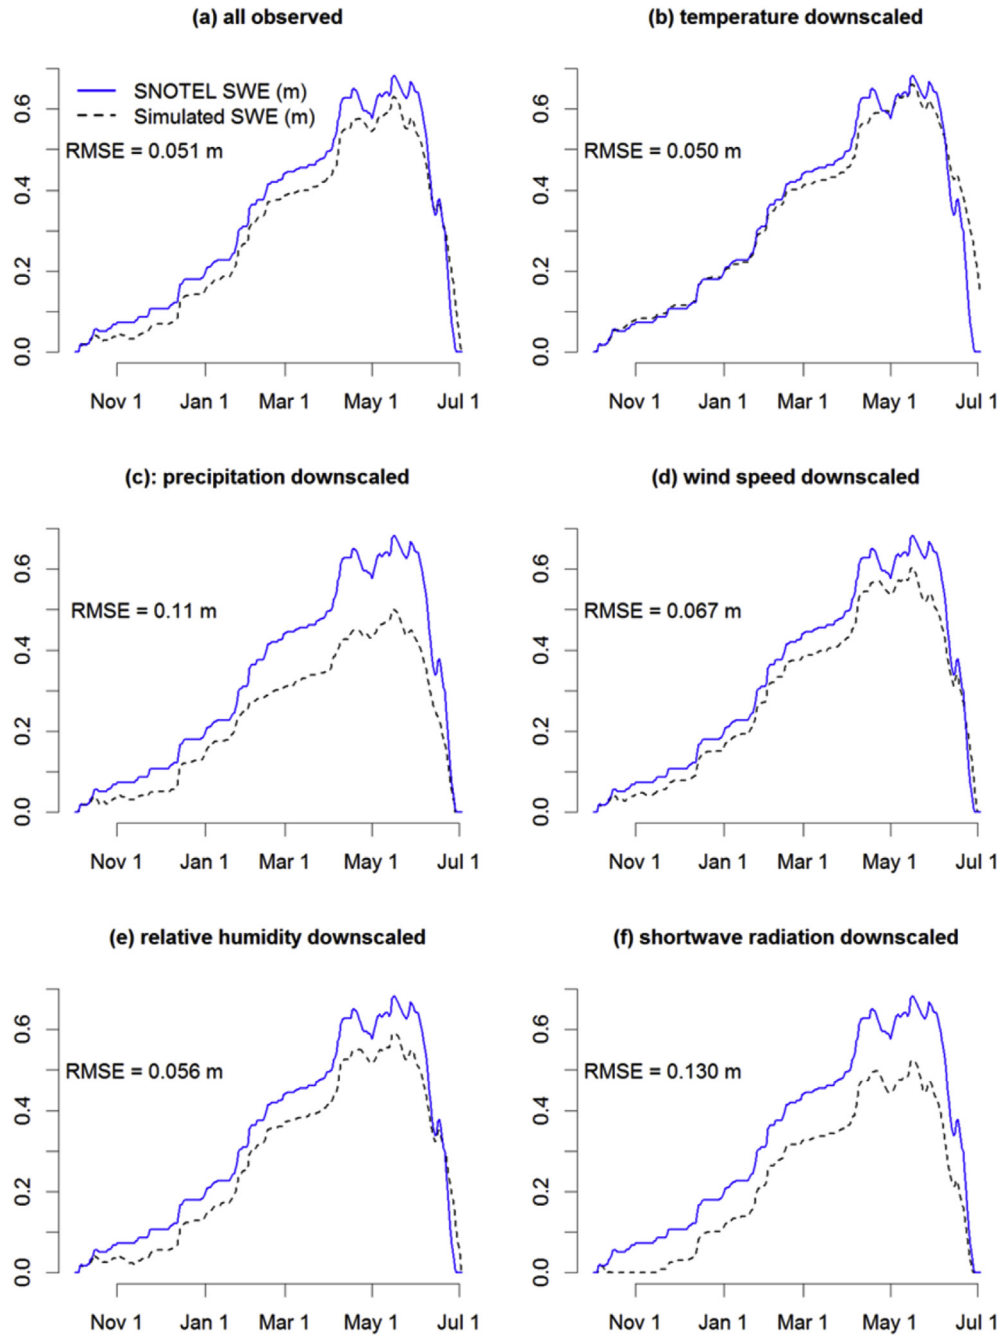 (a) all observed
SNOTEL SWE (m)
Simulated SWE (m)
RMSE = 0.051 m
0.0 0.2 0.4 0.6
Nov 1 Jan 1 Mar 1 May 1 Jul 1
(b) temperature downscaled
RMSE = 0.050 m
0.0 0.2 0.4 0.6
Nov 1 Jan 1 Mar 1 May 1 Jul 1
(c): precipitation downscaled
RMSE = 0.11 m
0.0 0.2 0.4 0.6
Nov 1 Jan 1 Mar 1 May 1 Jul 1
(d) wind speed downscaled
RMSE = 0.067 m
0.0 0.2 0.4 0.6
Nov 1 Jan 1 Mar 1 May 1 Jul 1
(e) relative humidity downscaled
RMSE = 0.056 m
0.0 0.2 0.4 0.6
Nov 1 Jan 1 Mar 1 May 1 Jul 1
(f) shortwave radiation downscaled
RMSE = 0.130 m
0.0 0.2 0.4 0.6
Nov 1 Jan 1 Mar 1 May 1 Jul 1